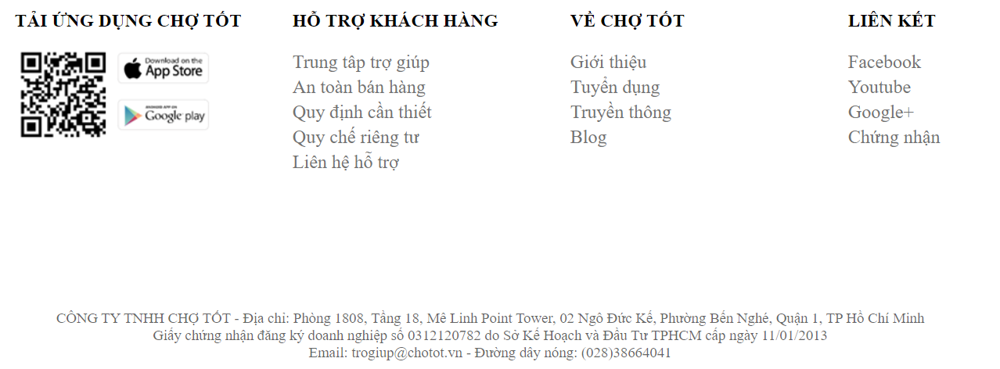 TẢI ỨNG DỤNG CHỢ TỐT
Download on the
App Store
ANDROID APP ON
Google play
HỖ TRỢ KHÁCH HÀNG
Trung tâp trợ giúp
An toàn bán hàng
Quy định cần thiết
Quy chế riêng tư
Liên hệ hỗ trợ
VỀ CHỢ TỐT
Giới thiệu
Tuyển dụng
Truyền thông
Blog
LIÊN KẾT
Facebook
Youtube
Google+
Chứng nhận
CÔNG TY TNHH CHỢ TỐT - Địa chỉ: Phòng 1808, Tầng 18, Mê Linh Point Tower, 02 Ngô Đức Kế, Phường Bến Nghé, Quận 1, TP Hồ Chí Minh
Giấy chứng nhận đăng ký doanh nghiệp số 0312120782 do Sở Kế Hoạch và Đầu Tư TPHCM cấp ngày 11/01/2013
Email: trogiup@chotot.vn - Đường dây nóng: (028)38664041